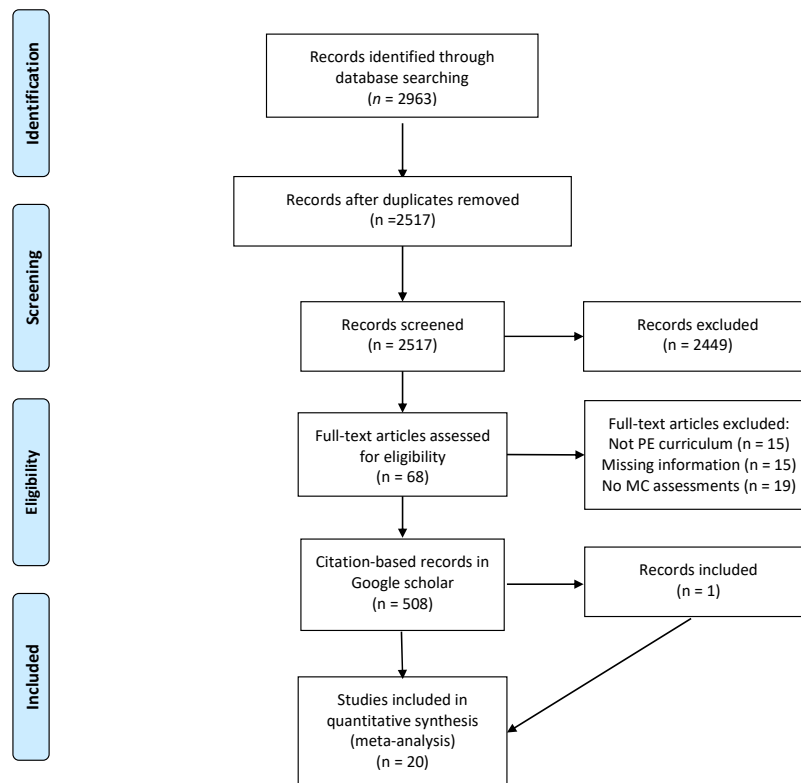 Identification
Records identified through
database searching
(n = 2963)
Records after duplicates removed
(n =2517)
Screening
Records screened
(n = 2517)
Records excluded
(n = 2449)
Eligibility
Full-text articles assessed
for eligibility
(n = 68)
Full-text articles excluded:
Not PE curriculum (n = 15)
Missing information (n = 15)
No MC assessments (n = 19)
Citation-based records in
Google scholar
(n = 508)
Records included
(n = 1)
Included
Studies included in
quantitative synthesis
(meta-analysis)
(n = 20)